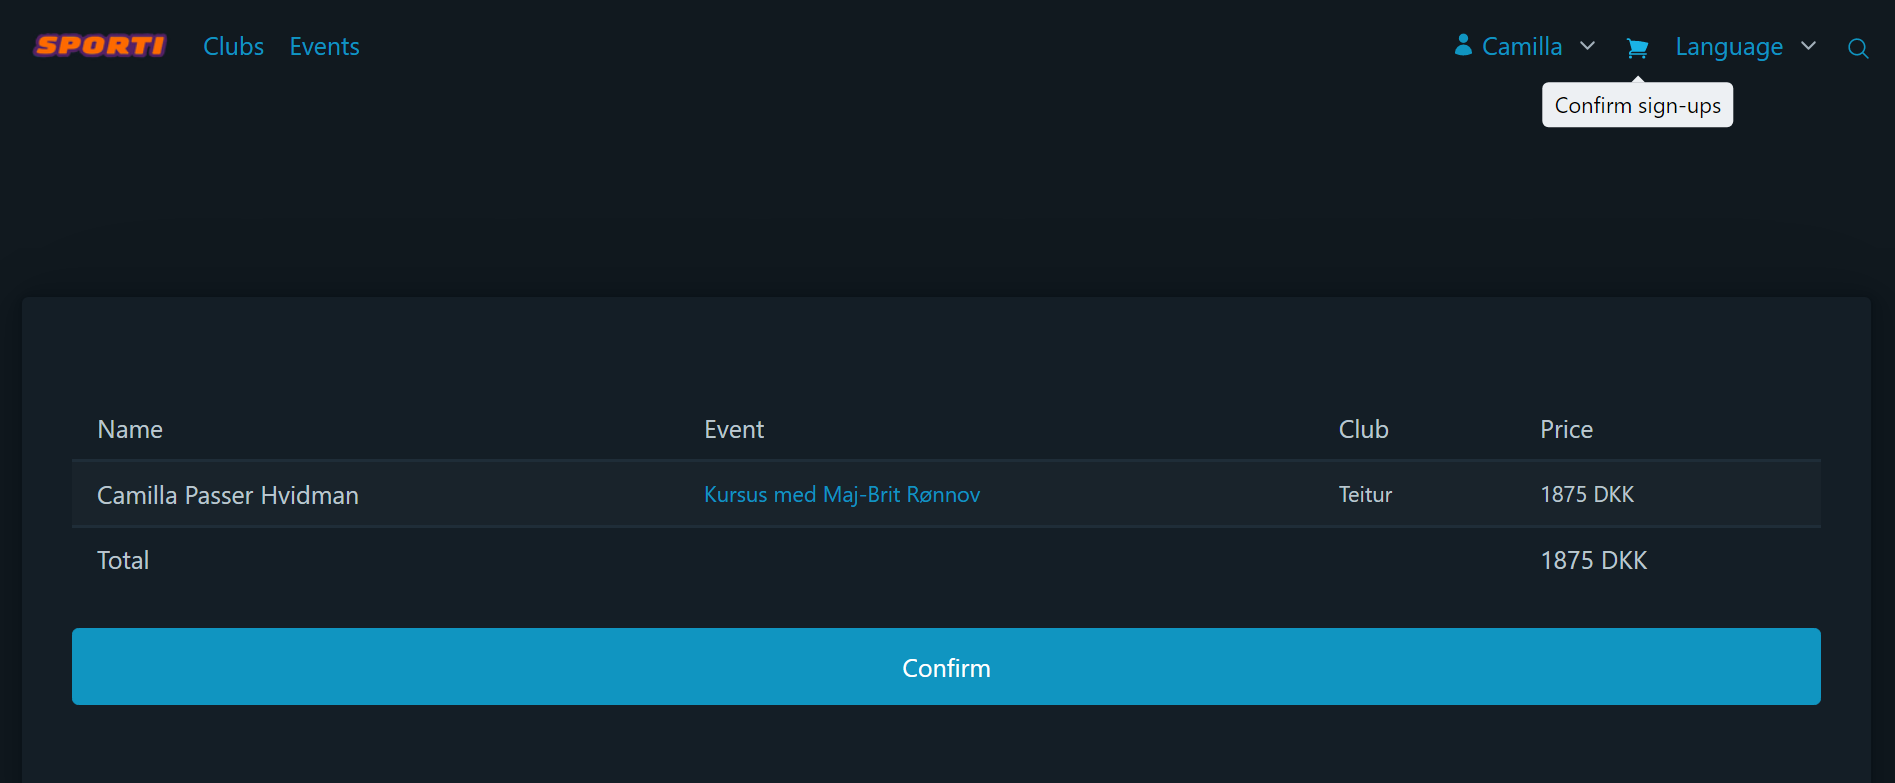 SPORTI Clubs Events Camilla Language
Confirm sign-ups
Name Event Club Price
Camilla Passer Hvidman Kursus med Maj-Brit Rønnov Teitur 1875 DKK
Total 1875 DKK
Confirm